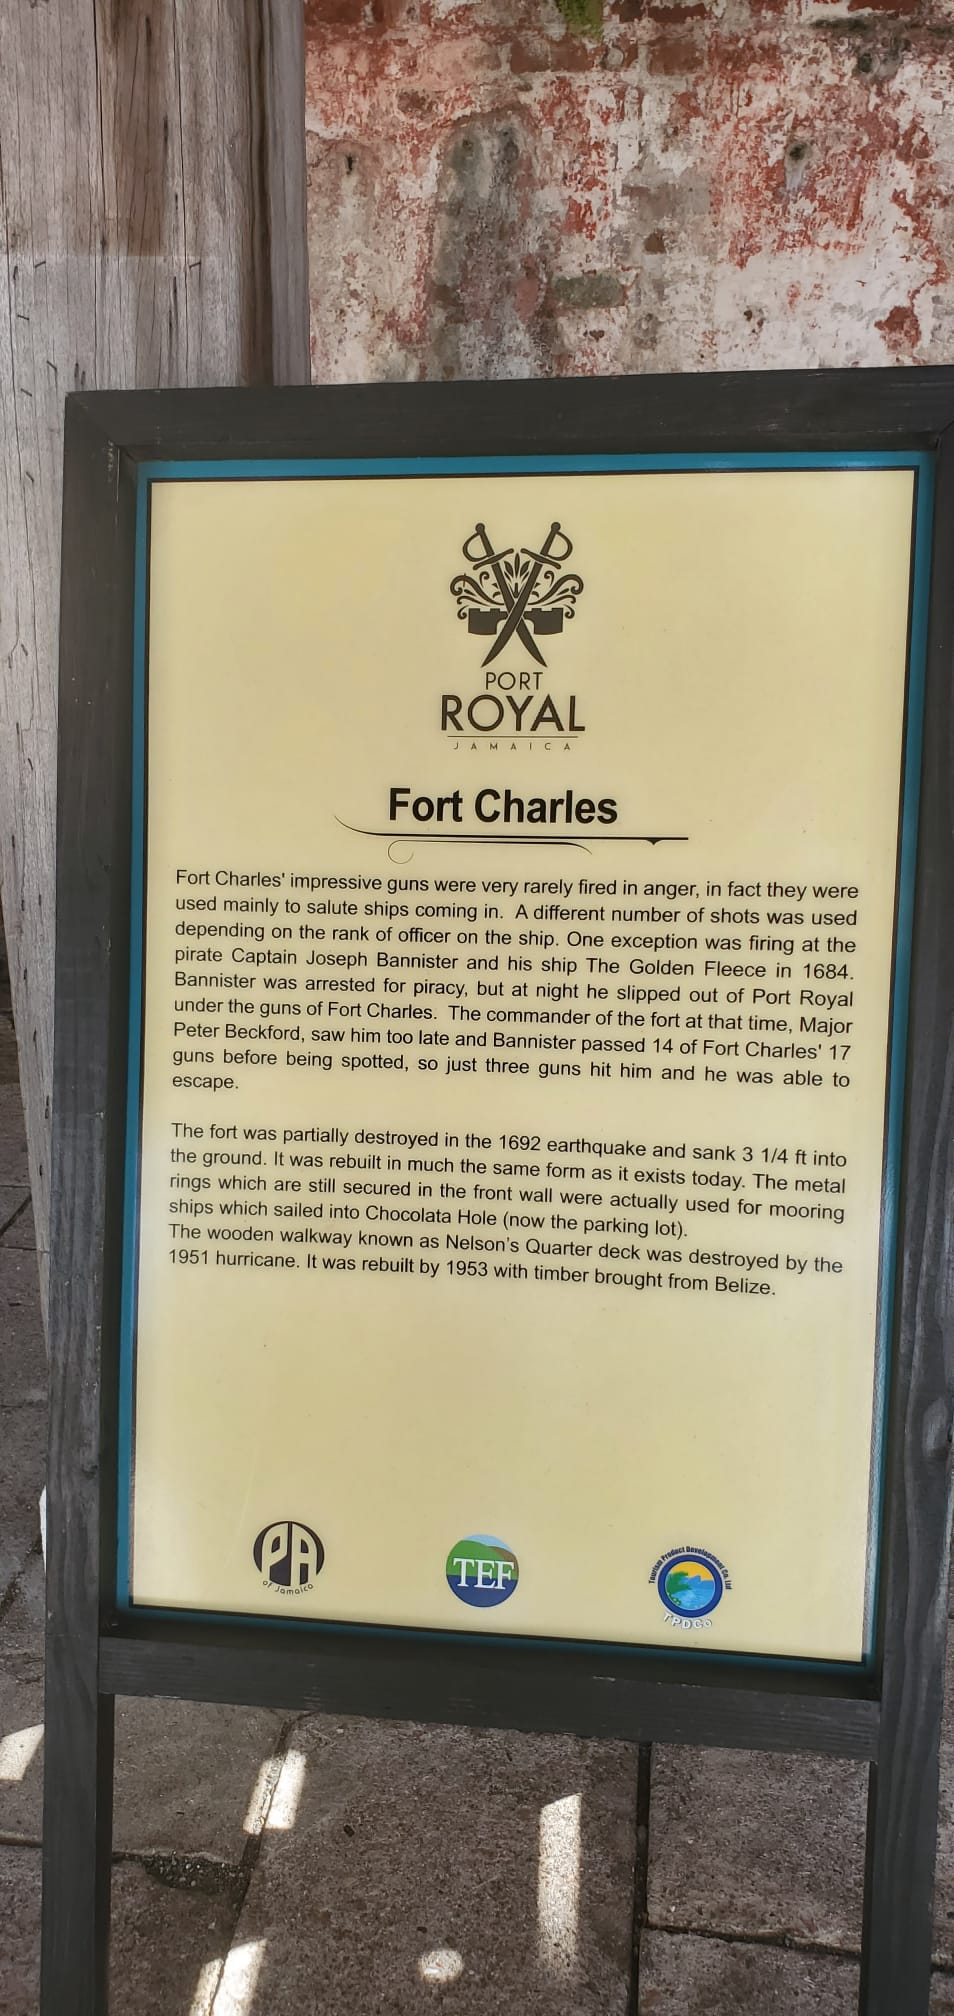 PORT
ROYAL
JAMAICA
Fort Charles
Fort Charles' impressive guns were very rarely fired in anger, in fact they were
used mainly to salute ships coming in. A different number of shots was used
depending on the rank of officer on the ship. One exception was firing at the
pirate Captain Joseph Bannister and his ship The Golden Fleece in 1684.
Bannister was arrested for piracy, but at night he slipped out of Port Royal
under the guns of Fort Charles. The commander of the fort at that time, Major
Peter Beckford, saw him too late and Bannister passed 14 of Fort Charles' 17
guns before being spotted, so just three guns hit him and he was able to
escape.
The fort was partially destroyed in the 1692 earthquake and sank 3 1/4 ft into
the ground. It was rebuilt in much the same form as it exists today. The metal
rings which are still secured in the front wall were actually used for mooring
ships which sailed into Chocolata Hole (now the parking lot).
The wooden walkway known as Nelson's Quarter deck was destroyed by the
1951 hurricane. It was rebuilt by 1953 with timber brought from Belize.
PA
of Jamaica
TEF
Tourism Product Development Co. Ltd
TPDCo